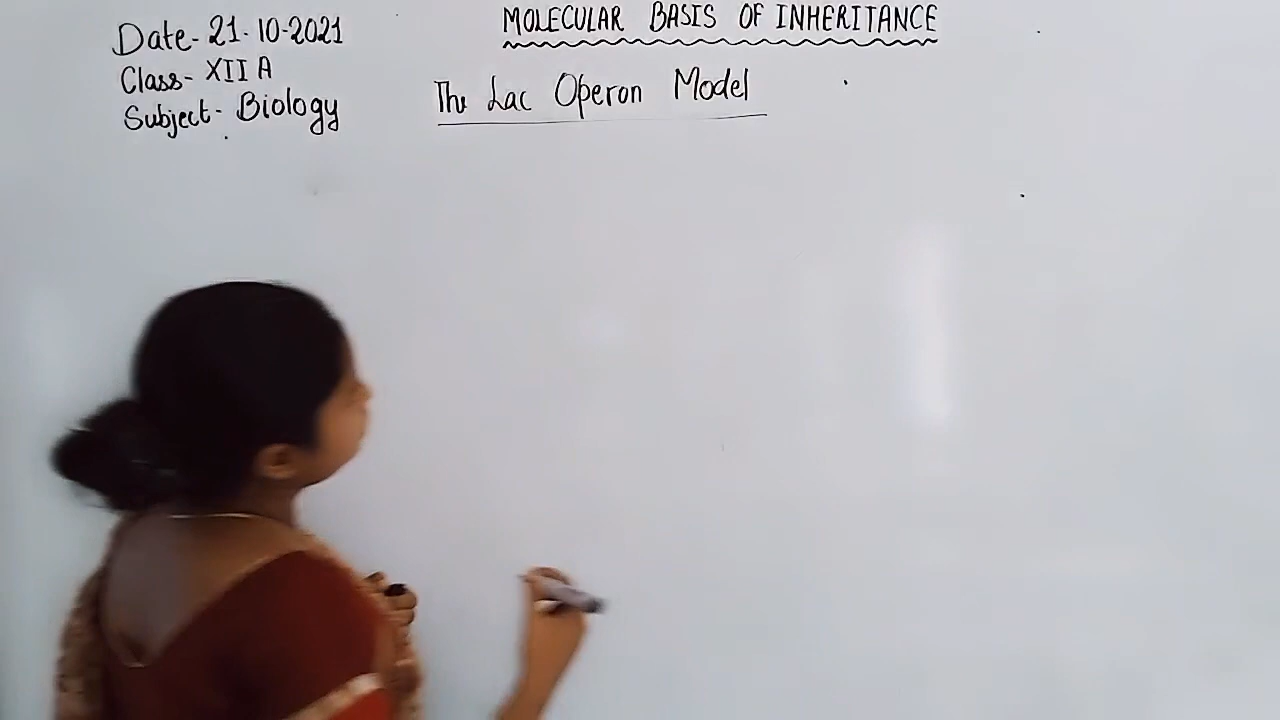 Date- 21-10-2021
Class- XII A
Subject- Biology
MOLECULAR BASIS OF INHERITANCE
The Lac Operon Model